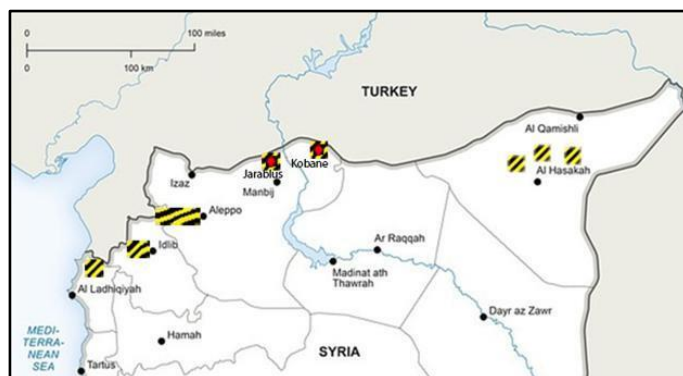 0
100 miles
0
100 km
TURKEY
Al Qamishli
Kobane
Jarablus
Izaz
Manbij
Al Hasakah
Aleppo
Idlib
Ar Raqqah
Madinat ath
Thawrah
Al Ladhiqiyah
Dayr az Zawr
MEDI-
TERRA-
NEAN
SEA
Hamah
SYRIA
Tartus